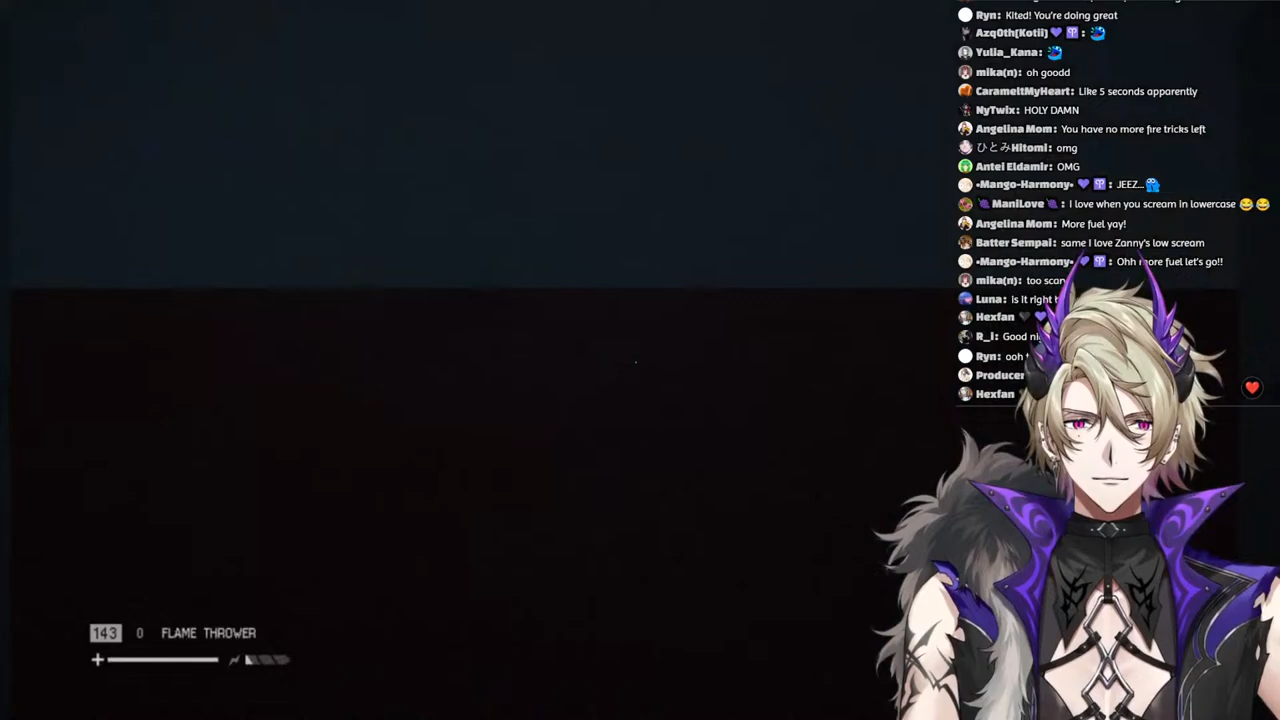 Ryn: Kited! You're doing great
Azq0th[Kotii] :
Yulia_Kana:
mika(n): oh goodd
CarameltMyHeart: Like 5 seconds apparently
NyTwix: HOLY DAMN
Angelina Mom: You have no more fire tricks left
ひとみHitomi: omg
Antei Eldamir: OMG
•Mango-Harmony• : JEEZ...
ManiLove : I love when you scream in lowercase
Angelina Mom: More fuel yay!
Batter Sempai: same I love Zanny's low scream
•Mango-Harmony• : Ohh more fuel let's go!!
mika(n): too
Luna: is it right
Hexfan
R_i: Good
Ryn: ooh
Producer
Hexfan
143 0 FLAME THROWER